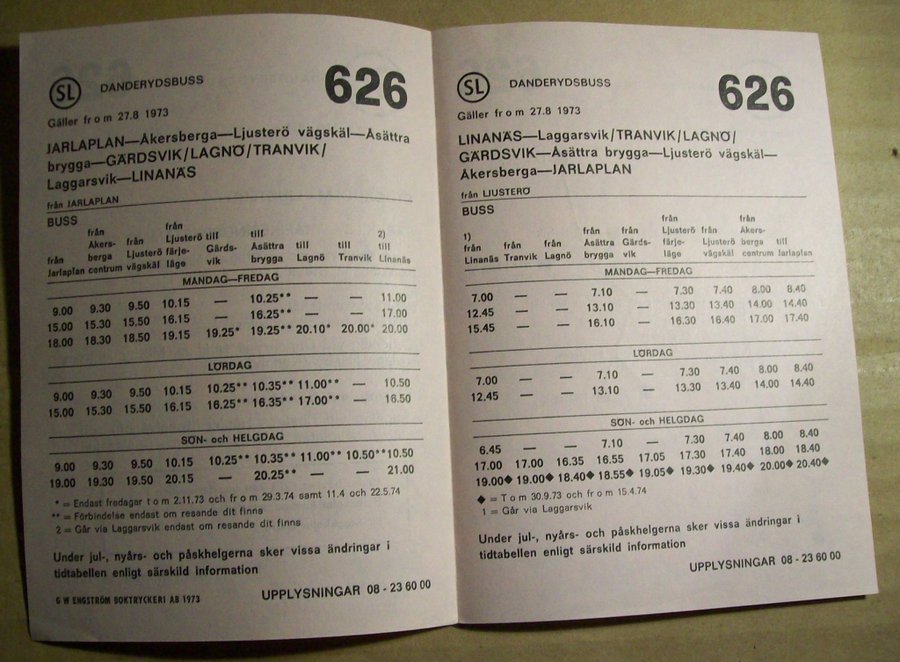 SL DANDERYDSBUSS 626
Gäller from 27.8 1973
JARLAPLAN—Åkersberga—Ljusterö vägskäl—Åsättra
brygga—GÄRDSVIK/LAGNÖ/TRANVIK/
Laggarsvik—LINANÄS
från JARLAPLAN
BUSS
från Jarlaplan från Åkersberga centrum från Ljusterö vägskäl från Ljusterö färjeläge till Gärdsvik till Åsättra brygga till Lagnö till Tranvik 2) till Linanäs
MÅNDAG—FREDAG
9.00 9.30 9.50 10.15 — 10.25** — — 11.00
15.00 15.30 15.50 16.15 — 16.25** — — 17.00
18.00 18.30 18.50 19.15 19.25* 19.25** 20.10* 20.00* 20.00
LÖRDAG
9.00 9.30 9.50 10.15 10.25** 10.35** 11.00** — 10.50
15.00 15.30 15.50 16.15 16.25** 16.35** 17.00** — 16.50
SÖN- och HELGDAG
9.00 9.30 9.50 10.15 10.25** 10.35** 11.00** 10.50** 10.50
19.00 19.30 19.50 20.15 — 20.25** — — 21.00
* = Endast fredagar t o m 2.11.73 och fr o m 29.3.74 samt 11.4 och 22.5.74
** = Förbindelse endast om resande dit finns
2 = Går via Laggarsvik endast om resande dit finns
Under jul-, nyårs- och påskhelgerna sker vissa ändringar i
tidtabellen enligt särskild information
G W ENGSTRÖM BOKTRYCKERI AB 1973 UPPLYSNINGAR 08 - 23 60 00
SL DANDERYDSBUSS 626
Gäller from 27.8 1973
LINANÄS—Laggarsvik/TRANVIK/LAGNÖ/
GÄRDSVIK—Åsättra brygga—Ljusterö vägskäl—
Åkersberga—JARLAPLAN
från LJUSTERÖ
BUSS
1) från Linanäs från Tranvik från Lagnö från Åsättra brygga från Gärdsvik från Ljusterö färjeläge från Ljusterö vägskäl från Åkersberga centrum till Jarlaplan
MÅNDAG—FREDAG
7.00 — — 7.10 — 7.30 7.40 8.00 8.40
12.45 — — 13.10 — 13.30 13.40 14.00 14.40
15.45 — — 16.10 — 16.30 16.40 17.00 17.40
LÖRDAG
7.00 — — 7.10 — 7.30 7.40 8.00 8.40
12.45 — — 13.10 — 13.30 13.40 14.00 14.40
SÖN- och HELGDAG
6.45 — — 7.10 — 7.30 7.40 8.00 8.40
17.00 17.00 16.35 16.55 17.05 17.30 17.40 18.00 18.40
19.00◆ 19.00◆ 18.40◆ 18.55◆ 19.05◆ 19.30◆ 19.40◆ 20.00◆ 20.40◆
◆ = T o m 30.9.73 och fr o m 15.4.74
1 = Går via Laggarsvik
Under jul-, nyårs- och påskhelgerna sker vissa ändringar i
tidtabellen enligt särskild information
UPPLYSNINGAR 08 - 23 60 00